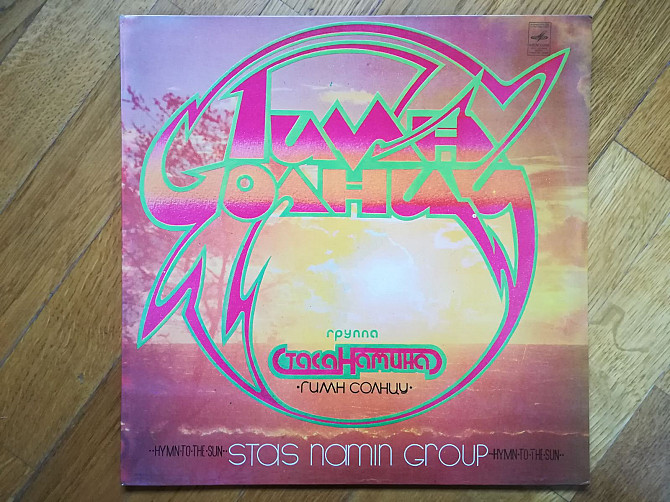 Гимн
Солнцу
группа
Стаса Намина
·ГИМН СОЛНЦУ·
··HYMN·TO·THE·SUN·· STAS NAMIN GROUP ··HYMN·TO·THE·SUN··